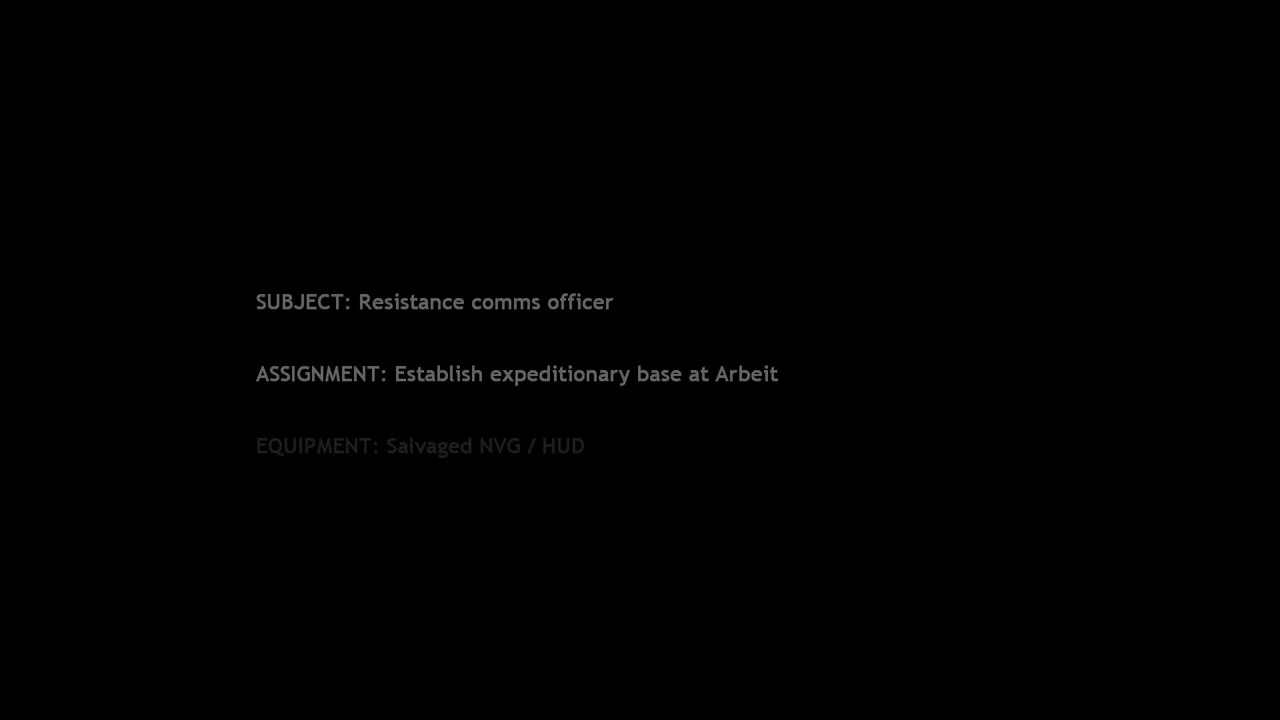 SUBJECT: Resistance comms officer
ASSIGNMENT: Establish expeditionary base at Arbeit
EQUIPMENT: Salvaged NVG / HUD